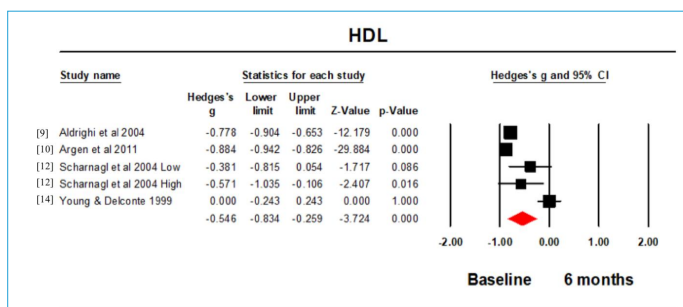 HDL
Study name Statistics for each study Hedges's g and 95% CI
Hedges's Lower Upper
g limit limit Z-Value p-Value
[9] Aldrighi et al 2004 -0.778 -0.904 -0.653 -12.179 0.000
[10] Argen et al 2011 -0.884 -0.942 -0.826 -29.884 0.000
[12] Scharnagl et al 2004 Low -0.381 -0.815 0.054 -1.717 0.086
[12] Scharnagl et al 2004 High -0.571 -1.035 -0.106 -2.407 0.016
[14] Young & Delconte 1999 0.000 -0.243 0.243 0.000 1.000
-0.546 -0.834 -0.259 -3.724 0.000
-2.00 -1.00 0.00 1.00 2.00
Baseline 6 months